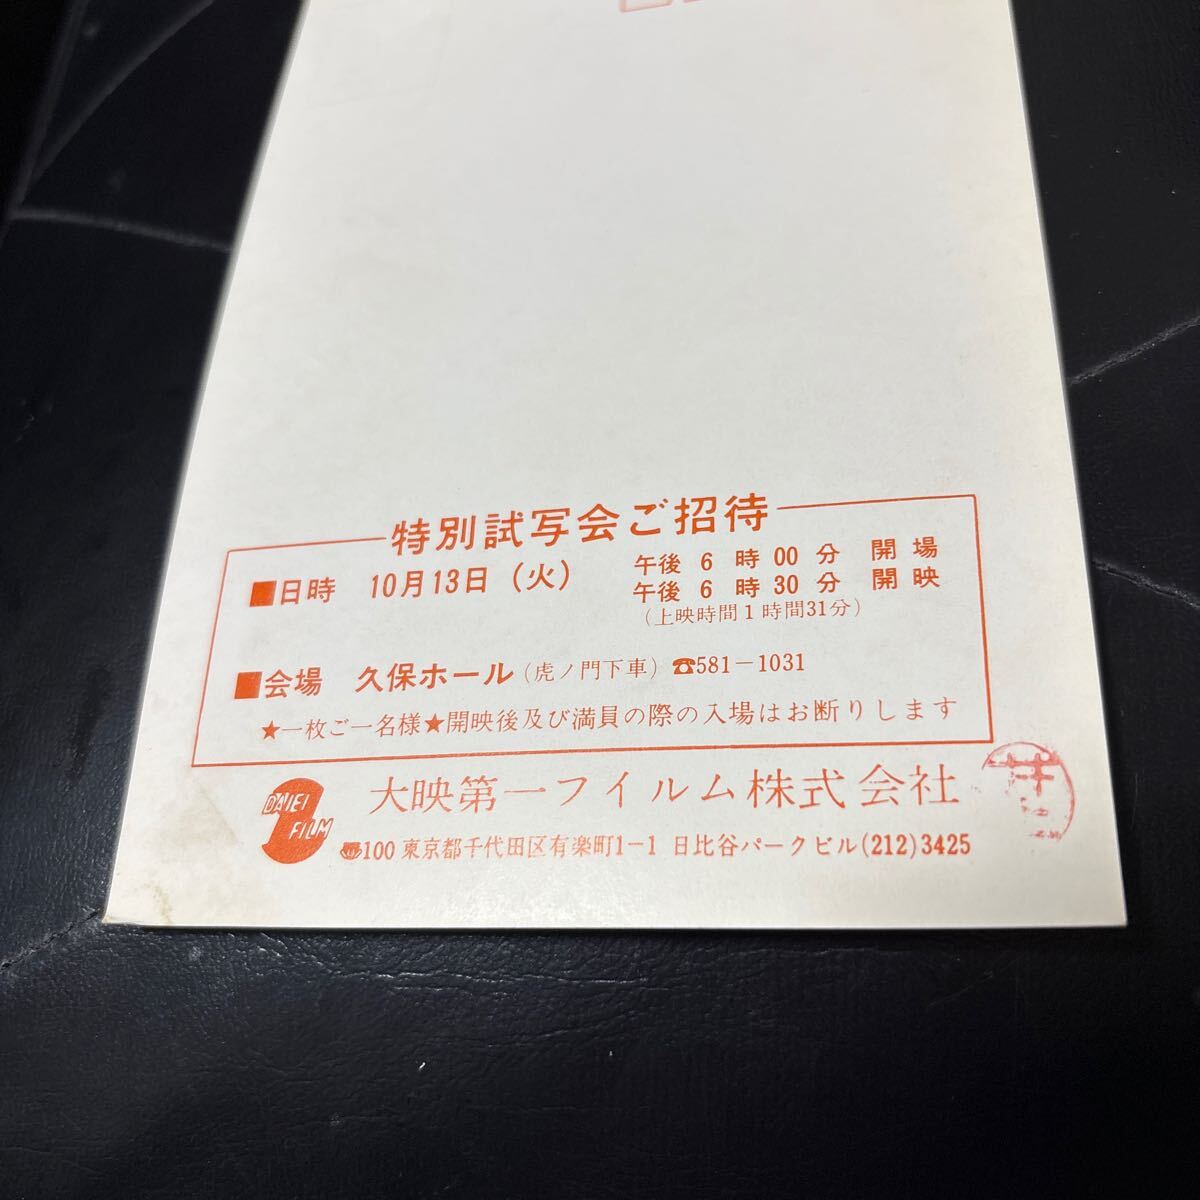 特別試写会ご招待
■日時 10月13日（火） 午後6時00分 開場
午後6時30分 開映
（上映時間1時間31分）
■会場 久保ホール（虎ノ門下車）☎581－1031
★一枚ご一名様★開映後及び満員の際の入場はお断りします
DAIEI
FILM
大映第一フイルム株式会社
〠100 東京都千代田区有楽町1－1 日比谷パークビル(212)3425